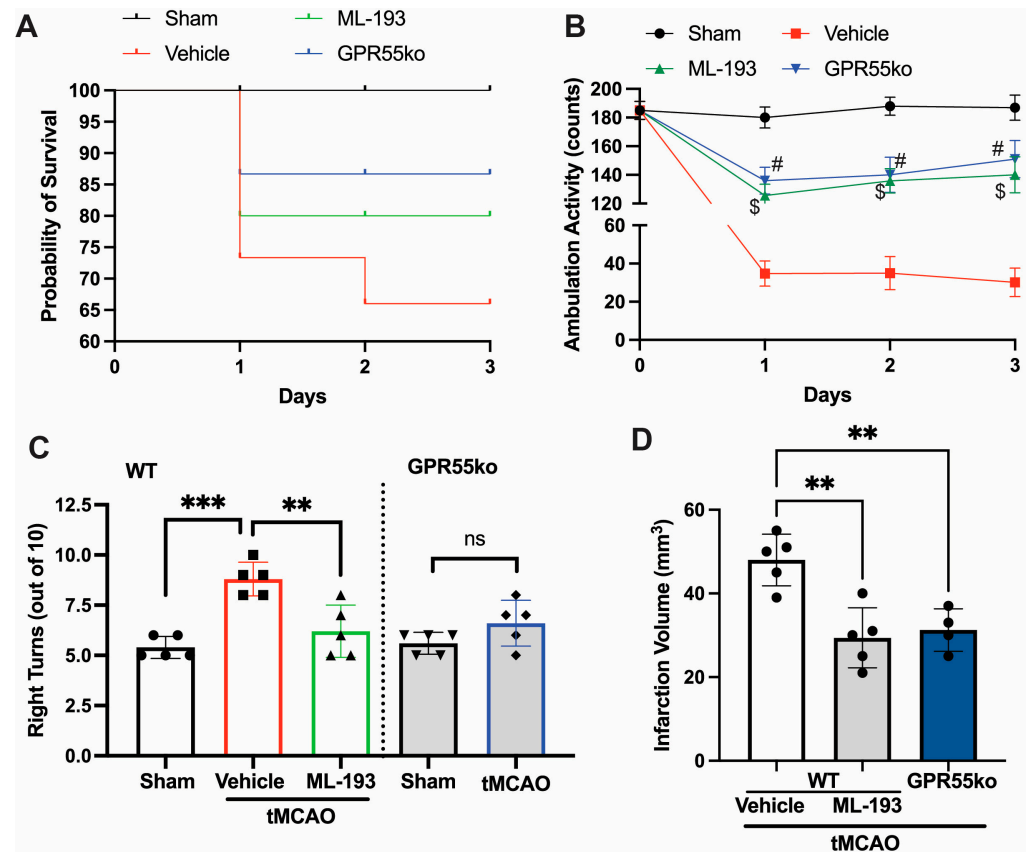 A
Sham
ML-193
Vehicle
GPR55ko
Probability of Survival
100
95
90
85
80
75
70
65
60
0 1 2 3
Days
B
Sham
Vehicle
ML-193
GPR55ko
Ambulation Activity (counts)
200
180
160
140
120
60
40
20
0
# # #
$ $ $
0 1 2 3
Days
C
WT
GPR55ko
Right Turns (out of 10)
12.5
10.0
7.5
5.0
2.5
0.0
*** ** ns
Sham Vehicle ML-193 Sham tMCAO
tMCAO
D
**
**
Infarction Volume (mm³)
60
40
20
0
WT GPR55ko
Vehicle ML-193
tMCAO